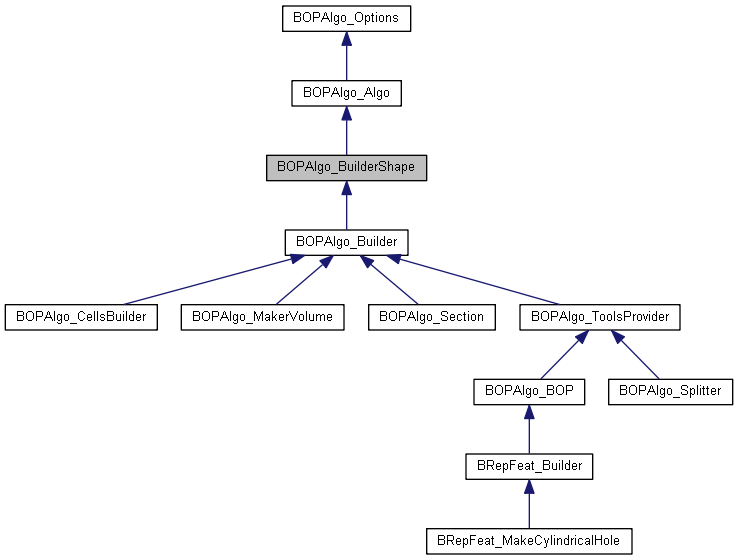 BOPAlgo_Options
BOPAlgo_Algo
BOPAlgo_BuilderShape
BOPAlgo_Builder
BOPAlgo_CellsBuilder
BOPAlgo_MakerVolume
BOPAlgo_Section
BOPAlgo_ToolsProvider
BOPAlgo_BOP
BOPAlgo_Splitter
BRepFeat_Builder
BRepFeat_MakeCylindricalHole